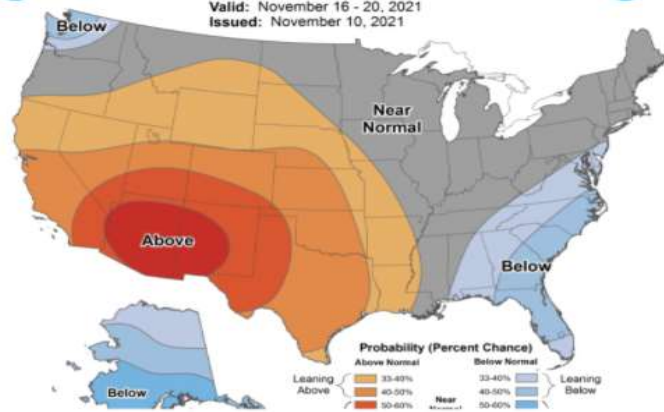 Valid: November 16 - 20, 2021
Issued: November 10, 2021
Below
Near
Normal
Above
Below
Below
Probability (Percent Chance)
Above Normal
Below Normal
Leaning
Above
33-40%
40-50%
50-60%
Near
Normal
33-40%
40-50%
50-60%
Leaning
Below